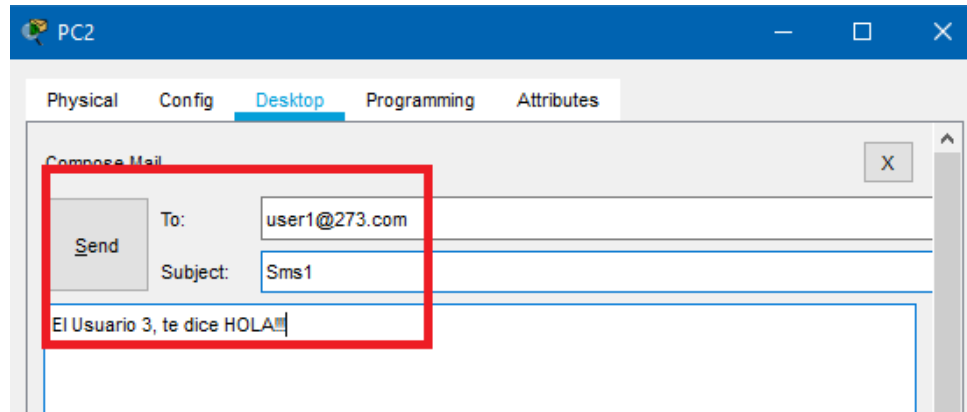 PC2
Physical Config Desktop Programming Attributes
Compose Mail
X
Send
To:
user1@273.com
Subject:
Sms1
El Usuario 3, te dice HOLA!!!